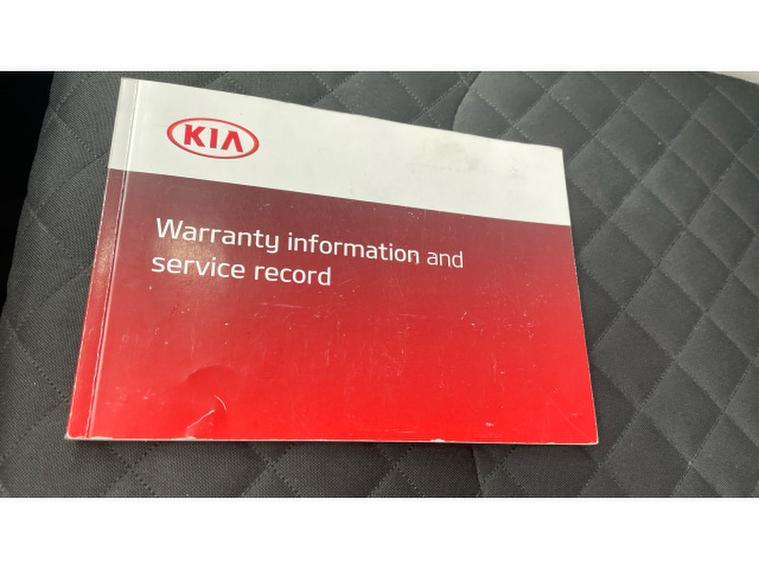 KIA
Warranty information and
service record